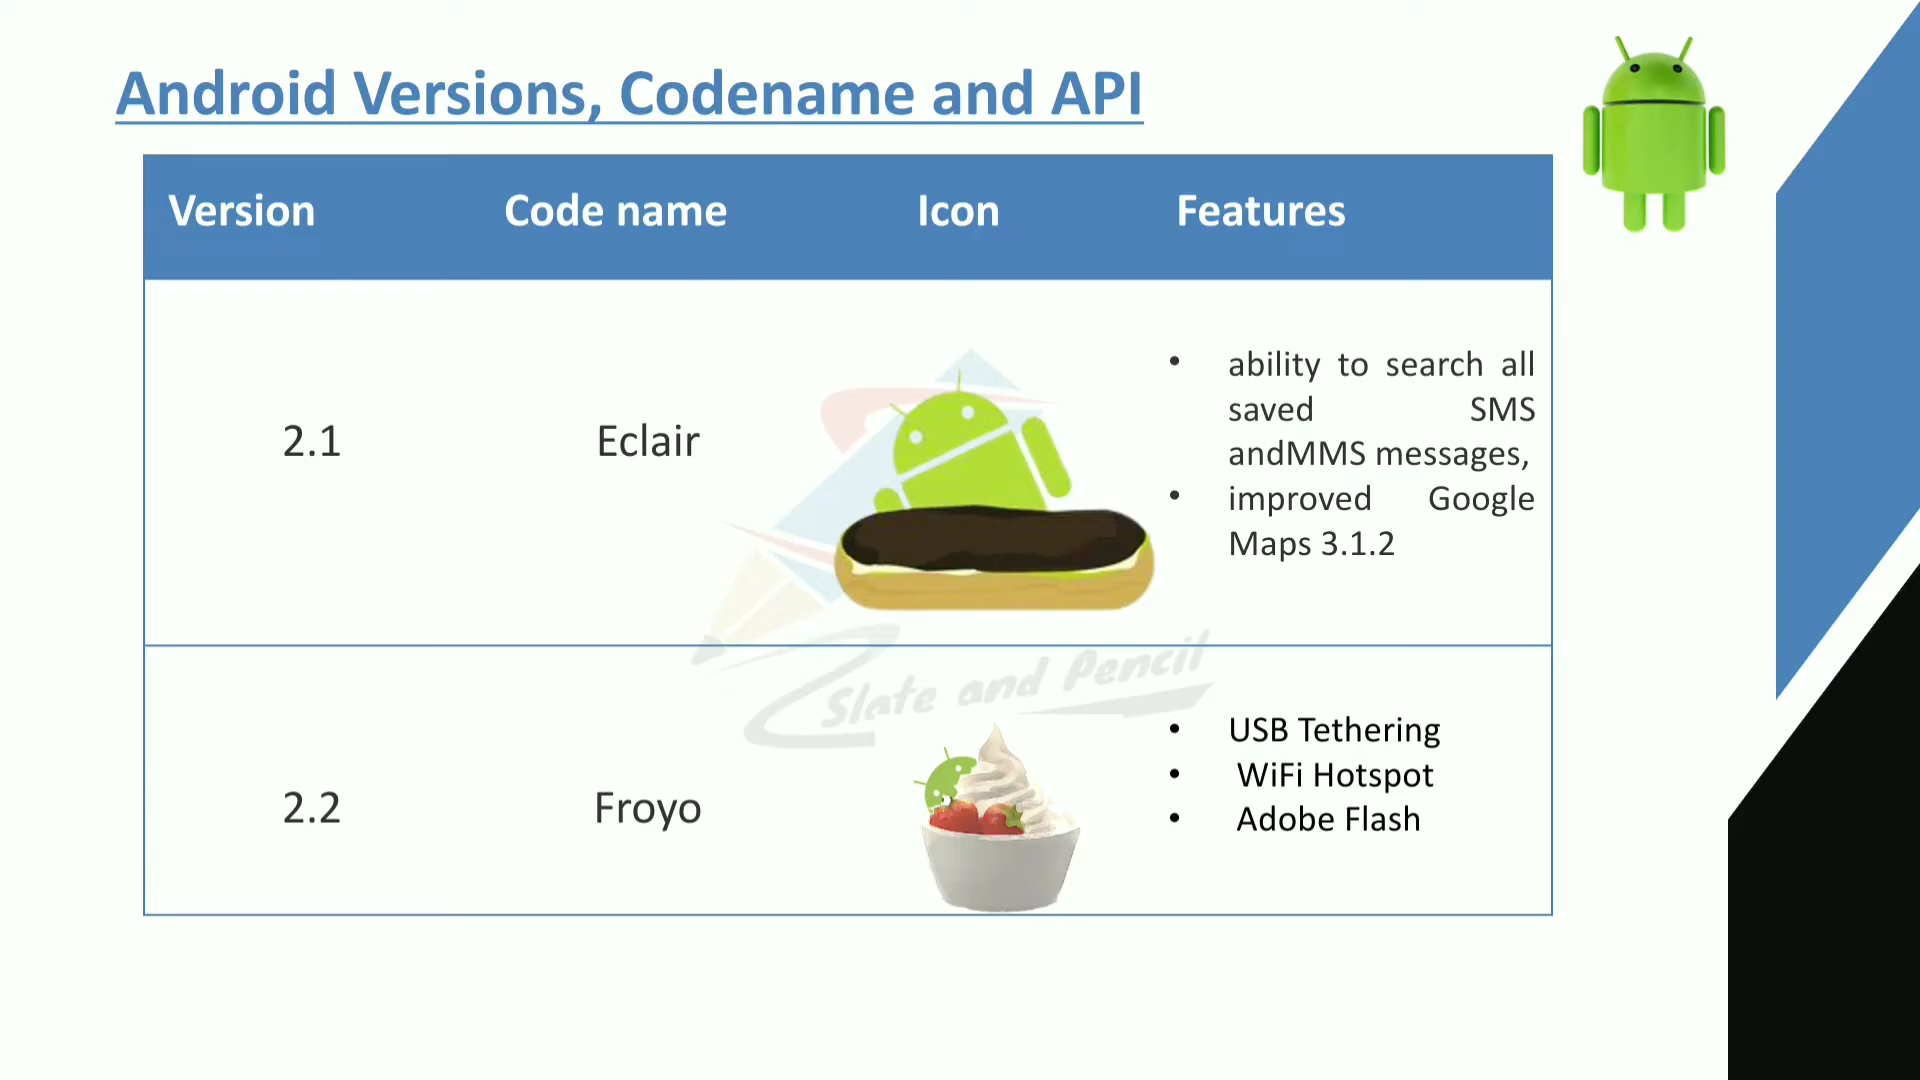 Android Versions, Codename and API
Version Code name Icon Features
2.1 Eclair
• ability to search all
saved SMS
andMMS messages,
• improved Google
Maps 3.1.2
Slate and Pencil
2.2 Froyo
• USB Tethering
• WiFi Hotspot
• Adobe Flash